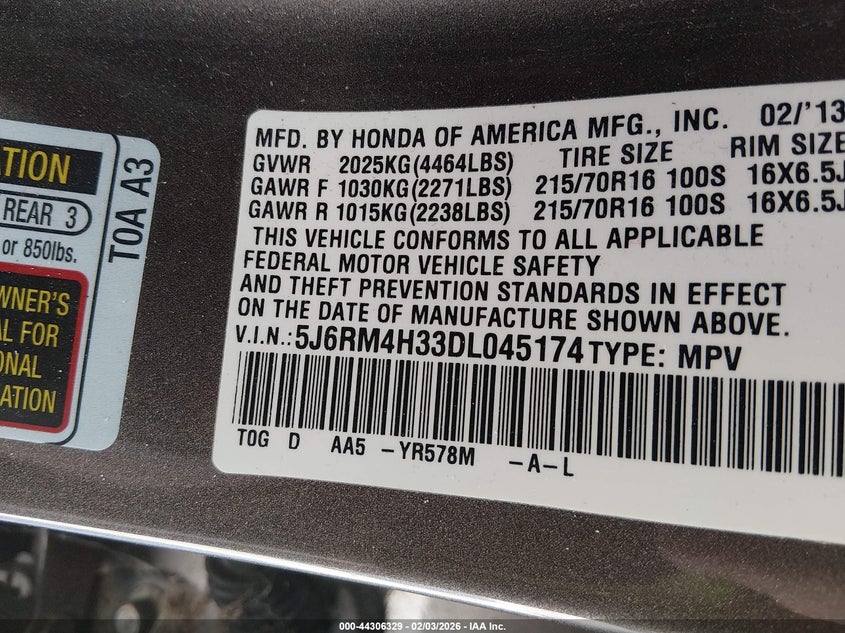 ATION
REAR 3
or 850lbs.
TOA A3
WNER'S
AL FOR
IONAL
ATION
MFD. BY HONDA OF AMERICA MFG., INC. 02/'13
GVWR 2025KG(4464LBS) TIRE SIZE RIM SIZE
GAWR F 1030KG(2271LBS) 215/70R16 100S 16X6.5J
GAWR R 1015KG(2238LBS) 215/70R16 100S 16X6.5J
THIS VEHICLE CONFORMS TO ALL APPLICABLE
FEDERAL MOTOR VEHICLE SAFETY
AND THEFT PREVENTION STANDARDS IN EFFECT
ON THE DATE OF MANUFACTURE SHOWN ABOVE.
V.I.N.:5J6RM4H33DL045174 TYPE: MPV
TOG D AA5 -YR578M -A-L
000-44306329 - 02/03/2026 - IAA Inc.